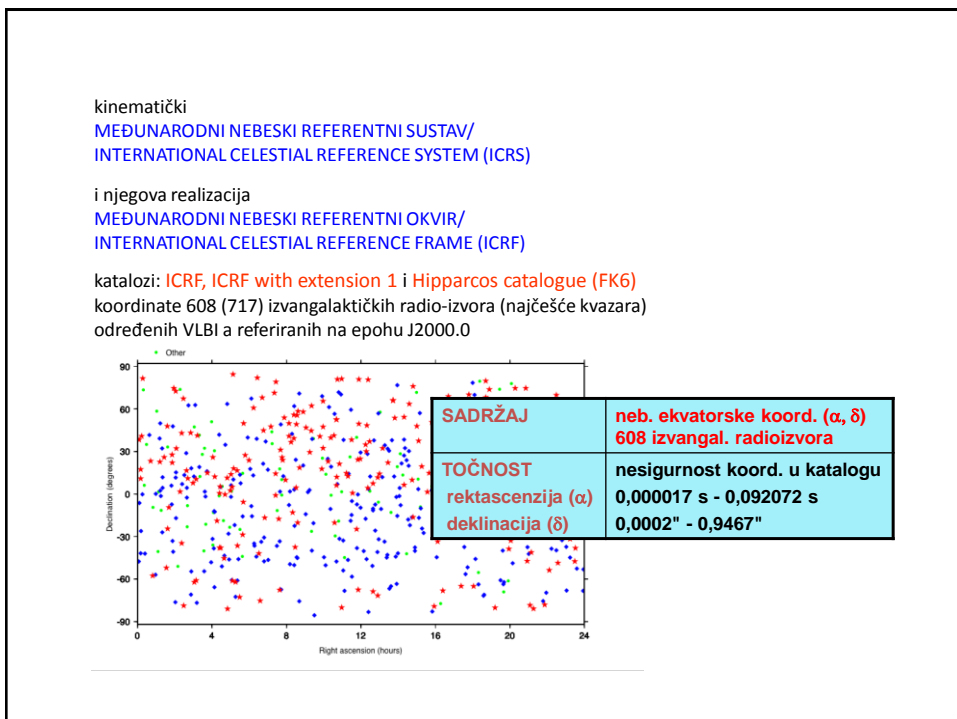 kinematički
MEĐUNARODNI NEBESKI REFERENTNI SUSTAV/
INTERNATIONAL CELESTIAL REFERENCE SYSTEM (ICRS)
i njegova realizacija
MEĐUNARODNI NEBESKI REFERENTNI OKVIR/
INTERNATIONAL CELESTIAL REFERENCE FRAME (ICRF)
katalozi: ICRF, ICRF with extension 1 i Hipparcos catalogue (FK6)
koordinate 608 (717) izvangalaktičkih radio-izvora (najčešće kvazara)
određenih VLBI a referiranih na epohu J2000.0
Other
90
60
30
0
-30
-60
-90
Declination (degrees)
0 4 8 12 16 20 24
Right ascension (hours)
SADRŽAJ
neb. ekvatorske koord. (α, δ)
608 izvangal. radioizvora
TOČNOST
nesigurnost koord. u katalogu
rektascenzija (α)
0,000017 s - 0,092072 s
deklinacija (δ)
0,0002" - 0,9467"